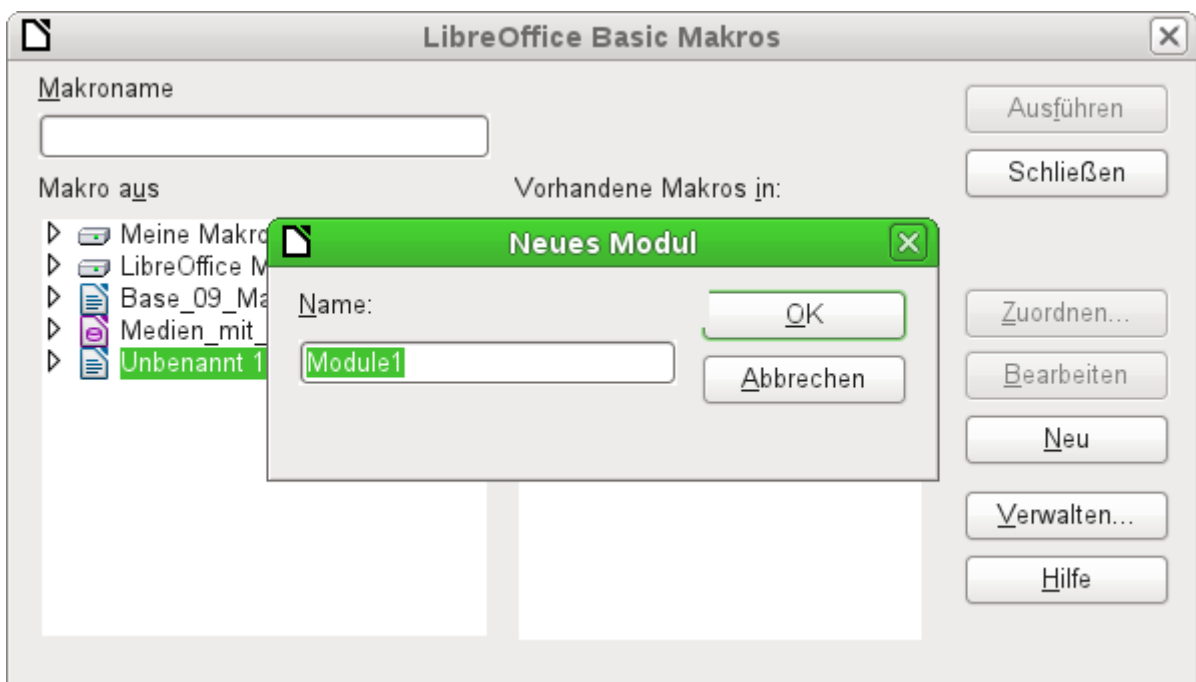 LibreOffice Basic Makros
Makroname
Ausführen
Schließen
Makro aus
Vorhandene Makros in:
Meine Makro
LibreOffice M
Base_09_Ma
Medien_mit_
Unbenannt 1
Neues Modul
Name:
Module1
OK
Abbrechen
Zuordnen...
Bearbeiten
Neu
Verwalten...
Hilfe